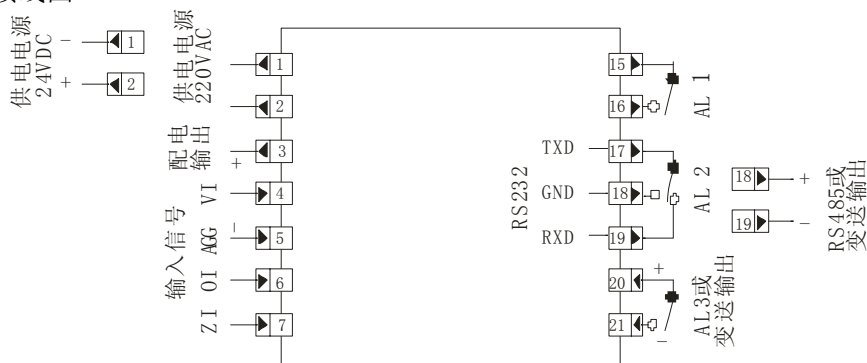 供电电源
24VDC
-
1
+
2
供电电源
220VAC
1
2
配电
输出
+
3
输入信号
VI
4
-
AGG
5
OI
6
ZI
7
15
16
AL 1
RS232
TXD
17
GND
18
RXD
19
AL 2
18
+
19
-
RS485或
变送输出
20
+
21
-
AL3或
变送输出